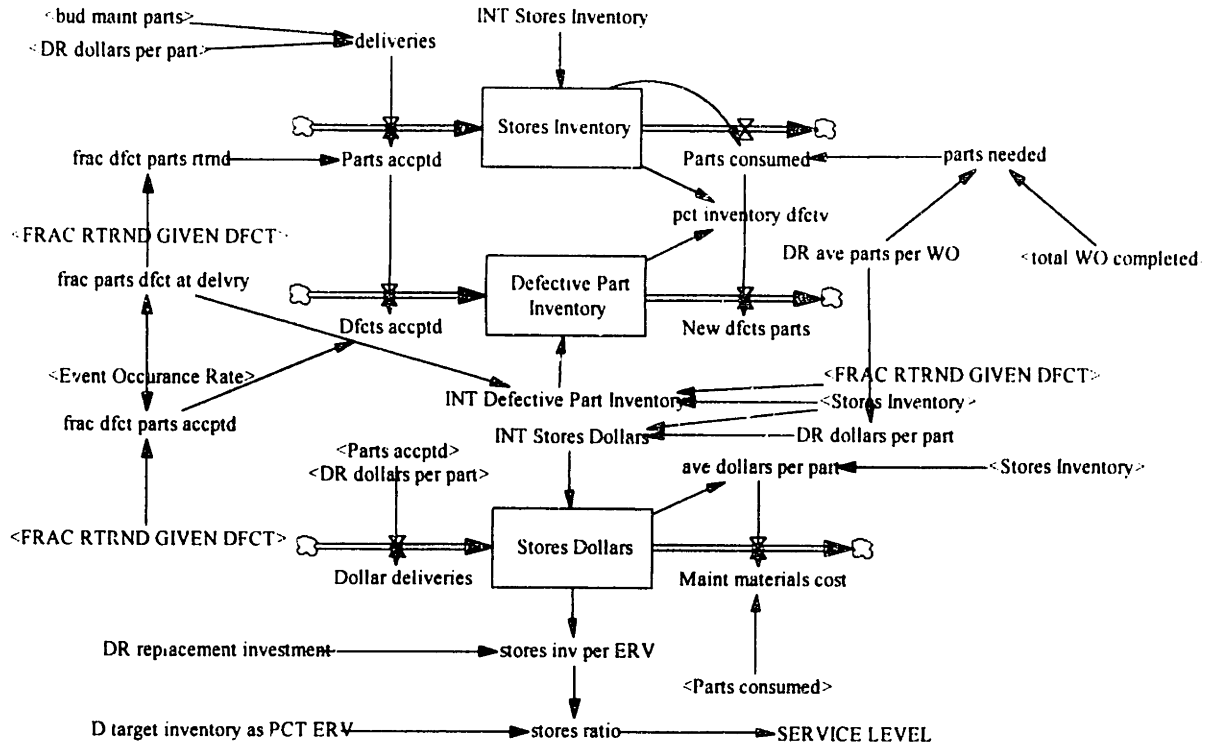 <bud maint parts>
INT Stores Inventory
<DR dollars per part>
deliveries
Stores Inventory
frac dfct parts rtrnd
Parts accptd
Parts consumed
parts needed
pct inventory dfctv
<FRAC RTRND GIVEN DFCT>
DR ave parts per WO
<total WO completed
frac parts dfct at delvry
Defective Part
Inventory
Dfcts accptd
New dfcts parts
<Event Occurance Rate>
<FRAC RTRND GIVEN DFCT>
INT Defective Part Inventory
<Stores Inventory>
frac dfct parts accptd
INT Stores Dollars
DR dollars per part
<Parts accptd>
<DR dollars per part>
ave dollars per part
<Stores Inventory>
<FRAC RTRND GIVEN DFCT>
Stores Dollars
Dollar deliveries
Maint materials cost
DR replacement investment
stores inv per ERV
<Parts consumed>
D target inventory as PCT ERV
stores ratio
SERVICE LEVEL